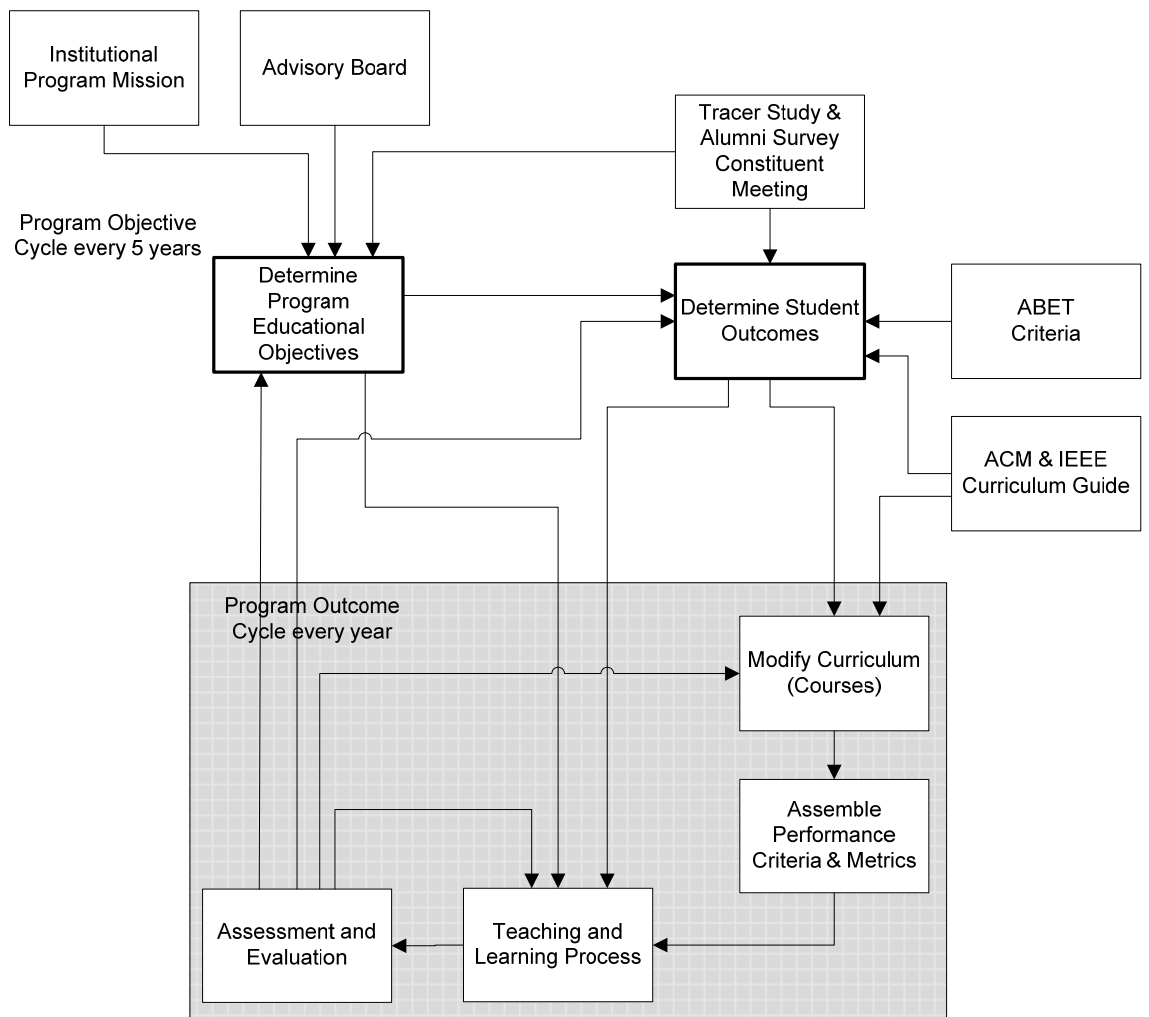 Institutional
Program Mission
Advisory Board
Tracer Study &
Alumni Survey
Constituent
Meeting
Program Objective
Cycle every 5 years
Determine
Program
Educational
Objectives
Determine Student
Outcomes
ABET
Criteria
ACM & IEEE
Curriculum Guide
Program Outcome
Cycle every year
Modify Curriculum
(Courses)
Assemble
Performance
Criteria & Metrics
Assessment and
Evaluation
Teaching and
Learning Process